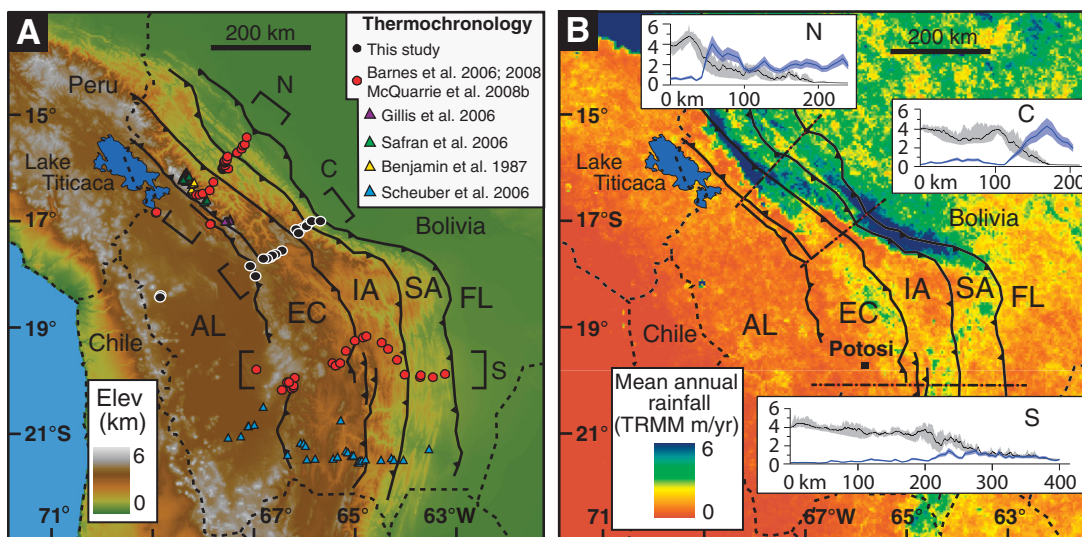 A
200 km
Thermochronology
This study
Barnes et al. 2006; 2008
McQuarrie et al. 2008b
Gillis et al. 2006
Safran et al. 2006
Benjamin et al. 1987
Scheuber et al. 2006
Peru
N
15°
Lake
Titicaca
C
17°
Bolivia
IA
SA
FL
EC
AL
19°
Chile
S
Elev
(km)
6
0
21°S
71°
67°
65°
63°W
B
200 km
N
6
4
2
0 km
100
200
C
6
4
2
0
0 km
100
200
Lake
Titicaca
17°S
Bolivia
IA
SA
FL
EC
AL
19°
Chile
Potosi
Mean annual
rainfall
(TRMM m/yr)
6
0
S
6
4
2
0 km
100
200
300
400
21°
71
67°W
65°
63°